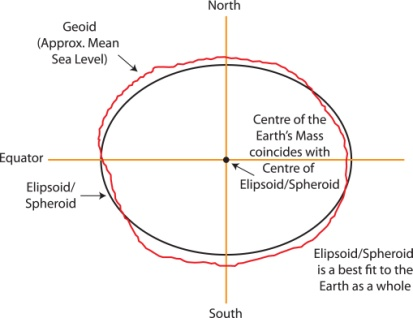 North
Geoid
(Approx. Mean
Sea Level)
Centre of the
Earth's Mass
coincides with
Centre of
Elipsoid/Spheroid
Equator
Elipsoid/
Spheroid
Elipsoid/Spheroid
is a best fit to the
Earth as a whole
South